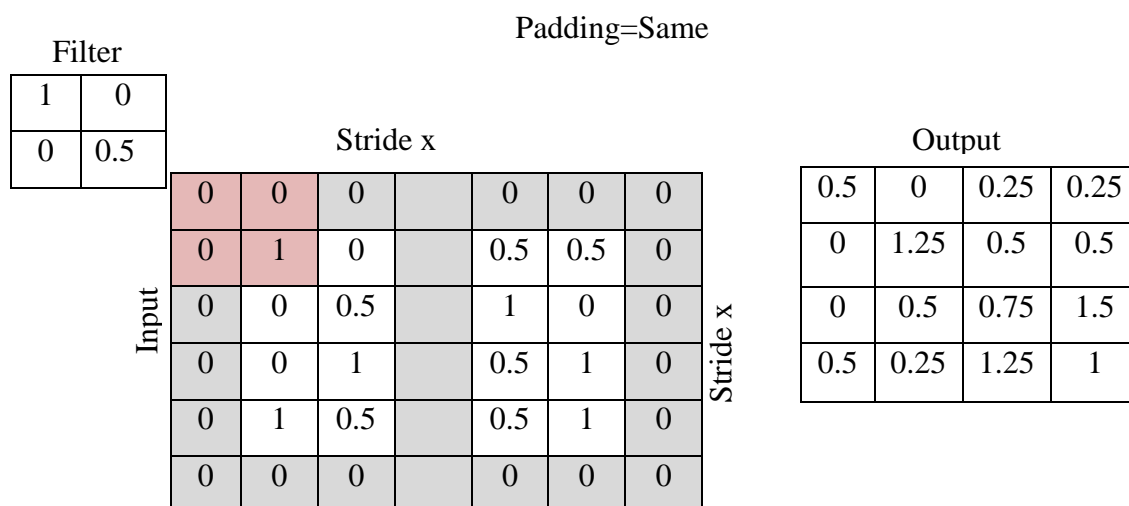 Padding=Same
Filter
1 0
0 0.5
Stride x
Output
Input
Stride x
0 0 0 0 0 0
0 1 0 0.5 0.5 0
0 0 0.5 1 0 0
0 0 1 0.5 1 0
0 1 0.5 0.5 1 0
0 0 0 0 0 0
0.5 0 0.25 0.25
0 1.25 0.5 0.5
0 0.5 0.75 1.5
0.5 0.25 1.25 1